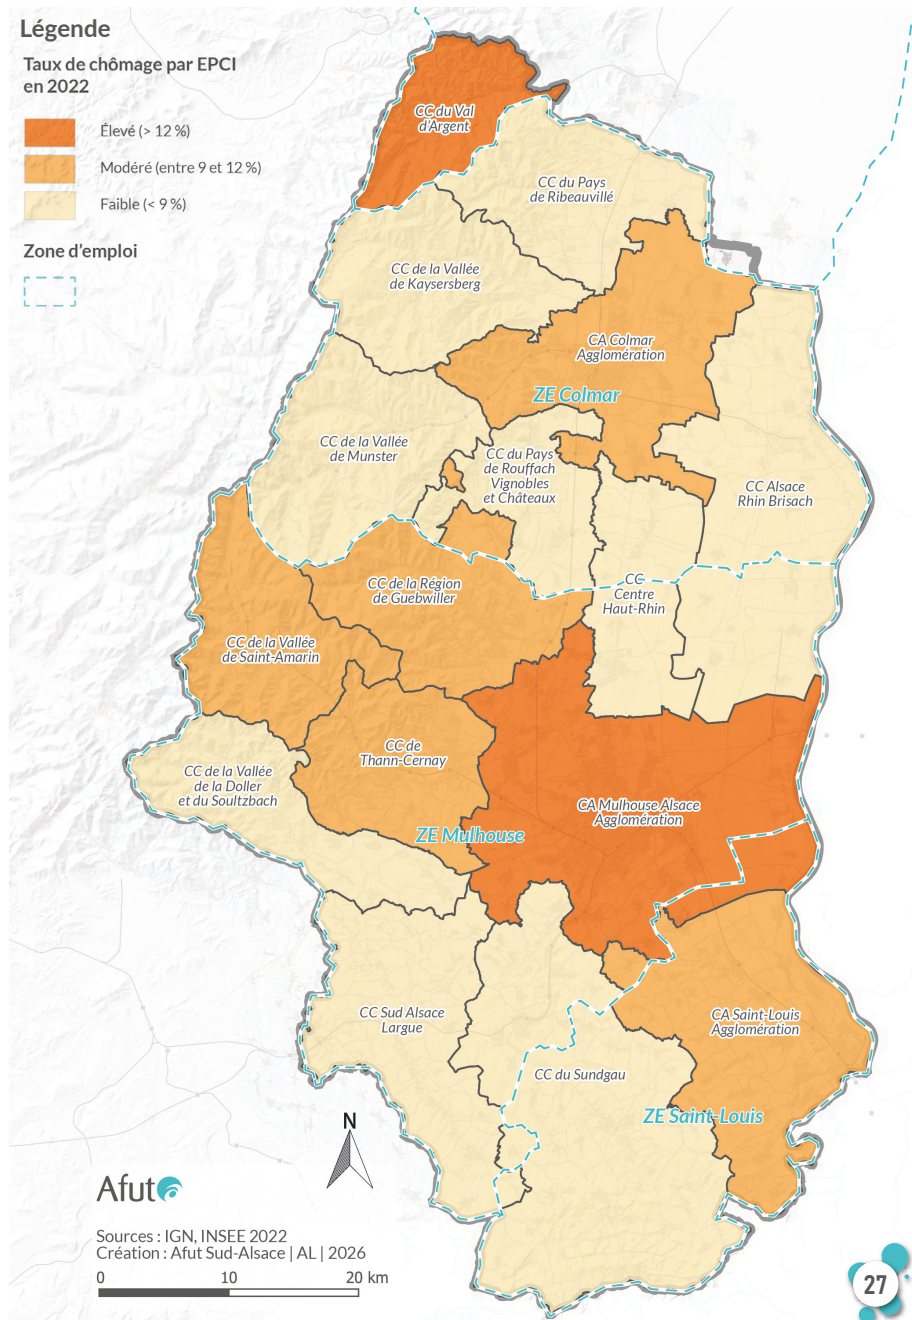 Légende
Taux de chômage par EPCI
en 2022
Élevé (> 12 %)
Modéré (entre 9 et 12 %)
Faible (< 9 %)
Zone d'emploi
CC du Val
d'Argent
CC du Pays
de Ribeauvillé
CC de la Vallée
de Kaysersberg
CA Colmar
Agglomération
ZE Colmar
CC de la Vallée
de Munster
CC du Pays
de Rouffach
Vignobles
et Châteaux
CC Alsace
Rhin Brisach
CC de la Région
de Guebwiller
CC
Centre
Haut-Rhin
CC de la Vallée
de Saint-Amarin
CC de
Thann-Cernay
CC de la Vallée
de la Doller
et du Soultzbach
CA Mulhouse Alsace
Agglomération
ZE Mulhouse
CC Sud Alsace
Largue
CA Saint-Louis
Agglomération
CC du Sundgau
ZE Saint-Louis
N
Afut
Sources : IGN, INSEE 2022
Création : Afut Sud-Alsace | AL | 2026
0 10 20 km
27